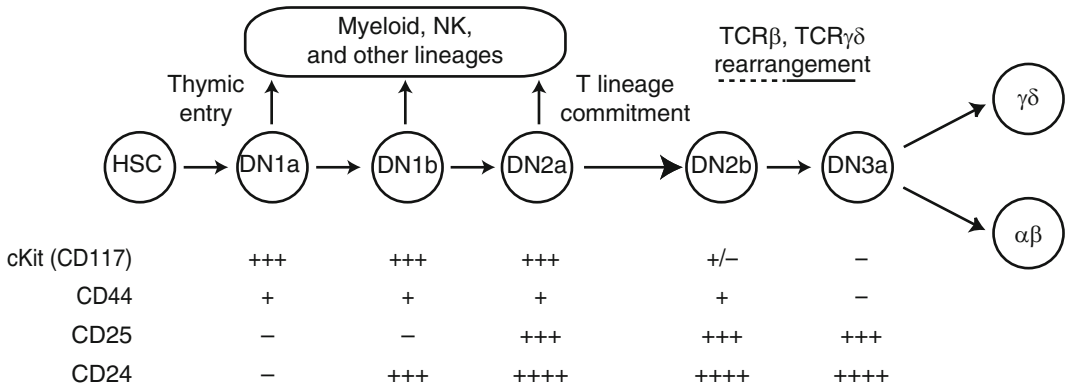 Myeloid, NK,
and other lineages
TCRβ, TCRγδ
rearrangement
Thymic
entry
T lineage
commitment
HSC
DN1a
DN1b
DN2a
DN2b
DN3a
γδ
αβ
cKit (CD117) +++ +++ +++ +/– –
CD44 + + + + –
CD25 – – +++ +++ +++
CD24 – +++ ++++ ++++ ++++